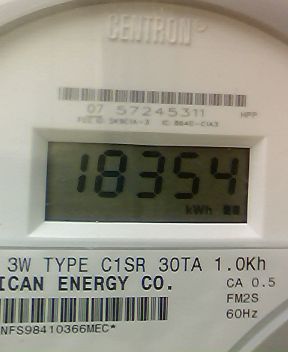 CENTRON
07 57245311 HPP
18354
kWh
3W TYPE C1SR 30TA 1.0Kh
ICAN ENERGY CO. CA 0.5
FM2S
60Hz
NFS98410366MEC*